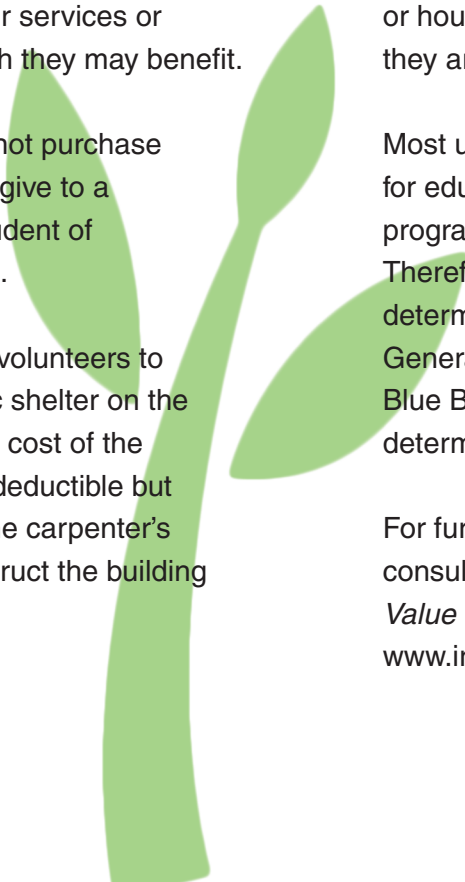 r services or
they may benefit.
not purchase
give to a
udent of
.
volunteers to
shelter on the
cost of the
deductible but
e carpenter's
ruct the building
or hou
they ar
Most u
for edu
progra
Theref
determ
Genera
Blue B
determ
For fur
consul
Value
www.ir